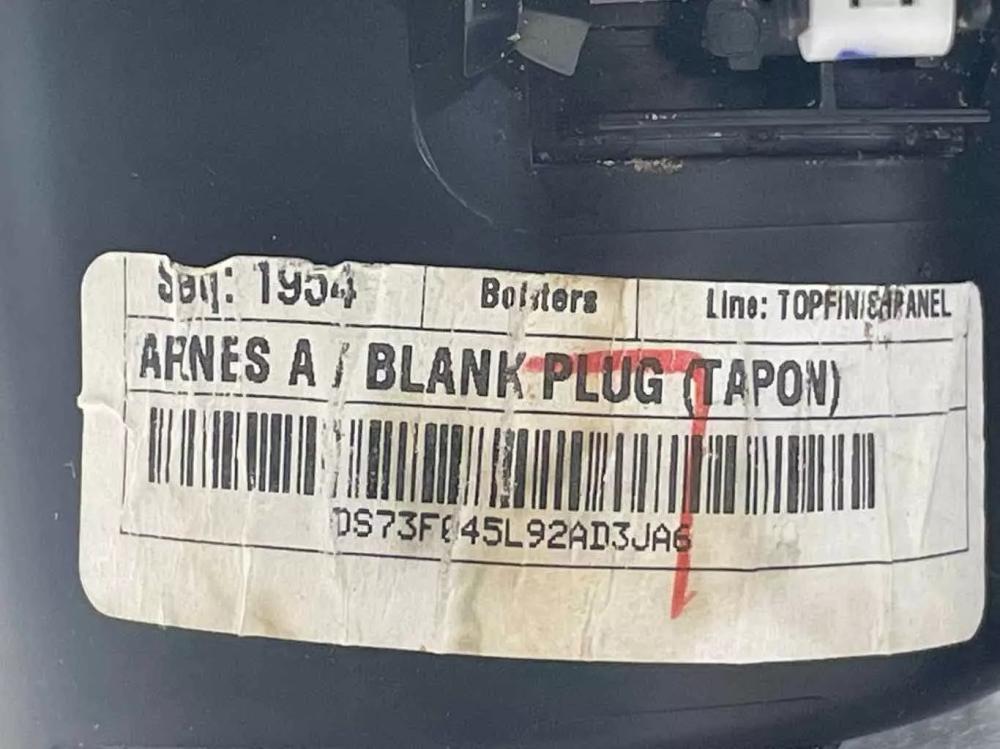 Seq: 1954
Bolsters
Line: TOPFINISHPANEL
ARNES A / BLANK PLUG (TAPON)
DS73F045L92AD3JA6